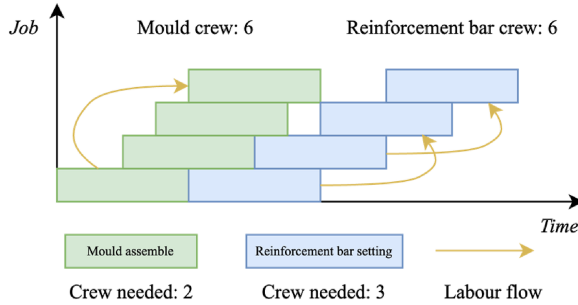 Job
Mould crew: 6
Reinforcement bar crew: 6
Time
Mould assemble
Reinforcement bar setting
Crew needed: 2
Crew needed: 3
Labour flow